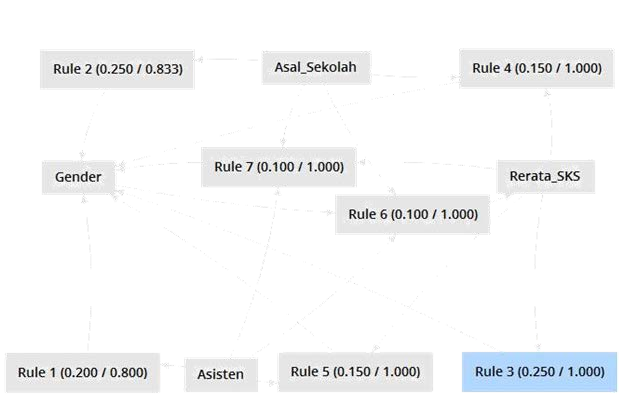 Rule 2 (0.250 / 0.833)
Asal_Sekolah
Rule 4 (0.150 / 1.000)
Gender
Rule 7 (0.100 / 1.000)
Rerata_SKS
Rule 6 (0.100 / 1.000)
Rule 1 (0.200 / 0.800)
Asisten
Rule 5 (0.150 / 1.000)
Rule 3 (0.250 / 1.000)